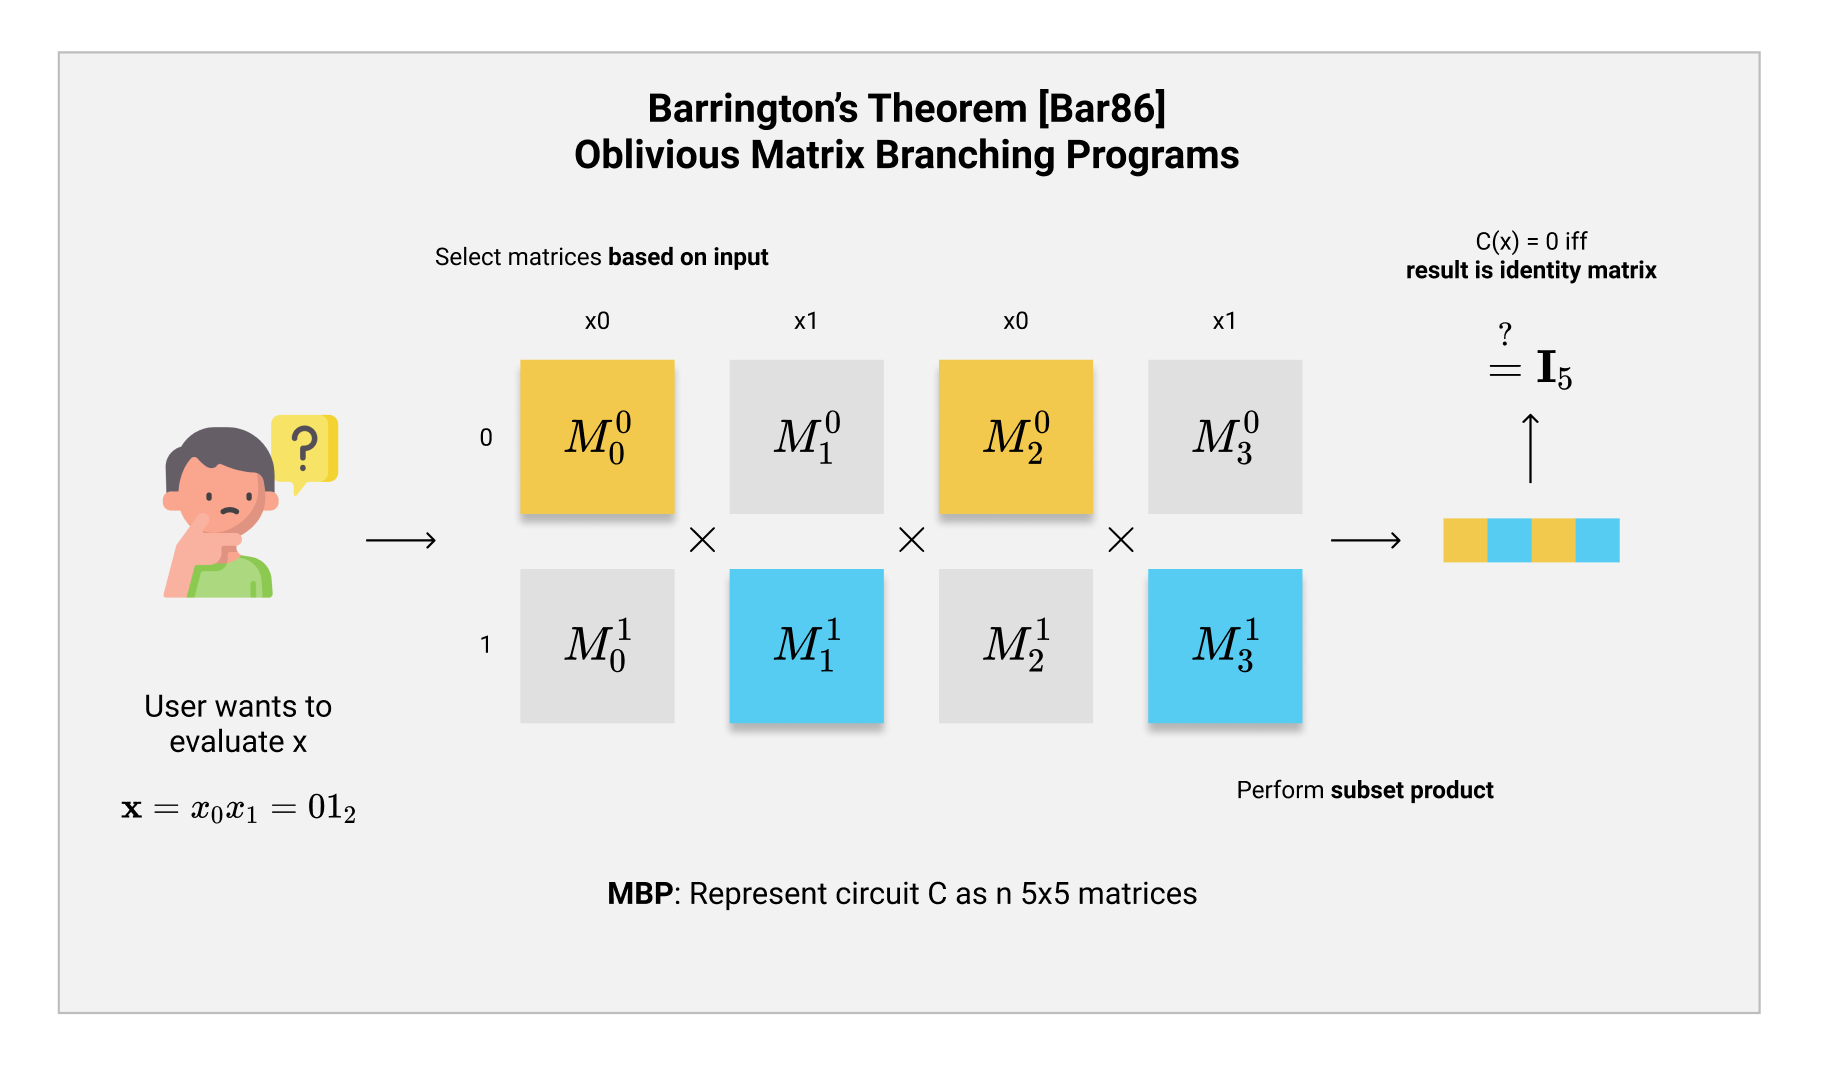 Barrington’s Theorem [Bar86]
Oblivious Matrix Branching Programs
Select matrices based on input
C(x) = 0 iff
result is identity matrix
x0 x1 x0 x1
? = I₅
0 M₀⁰ M₁⁰ M₂⁰ M₃⁰
?
× × ×
1 M₀¹ M₁¹ M₂¹ M₃¹
User wants to
evaluate x
x = x₀x₁ = 01₂
Perform subset product
MBP: Represent circuit C as n 5x5 matrices